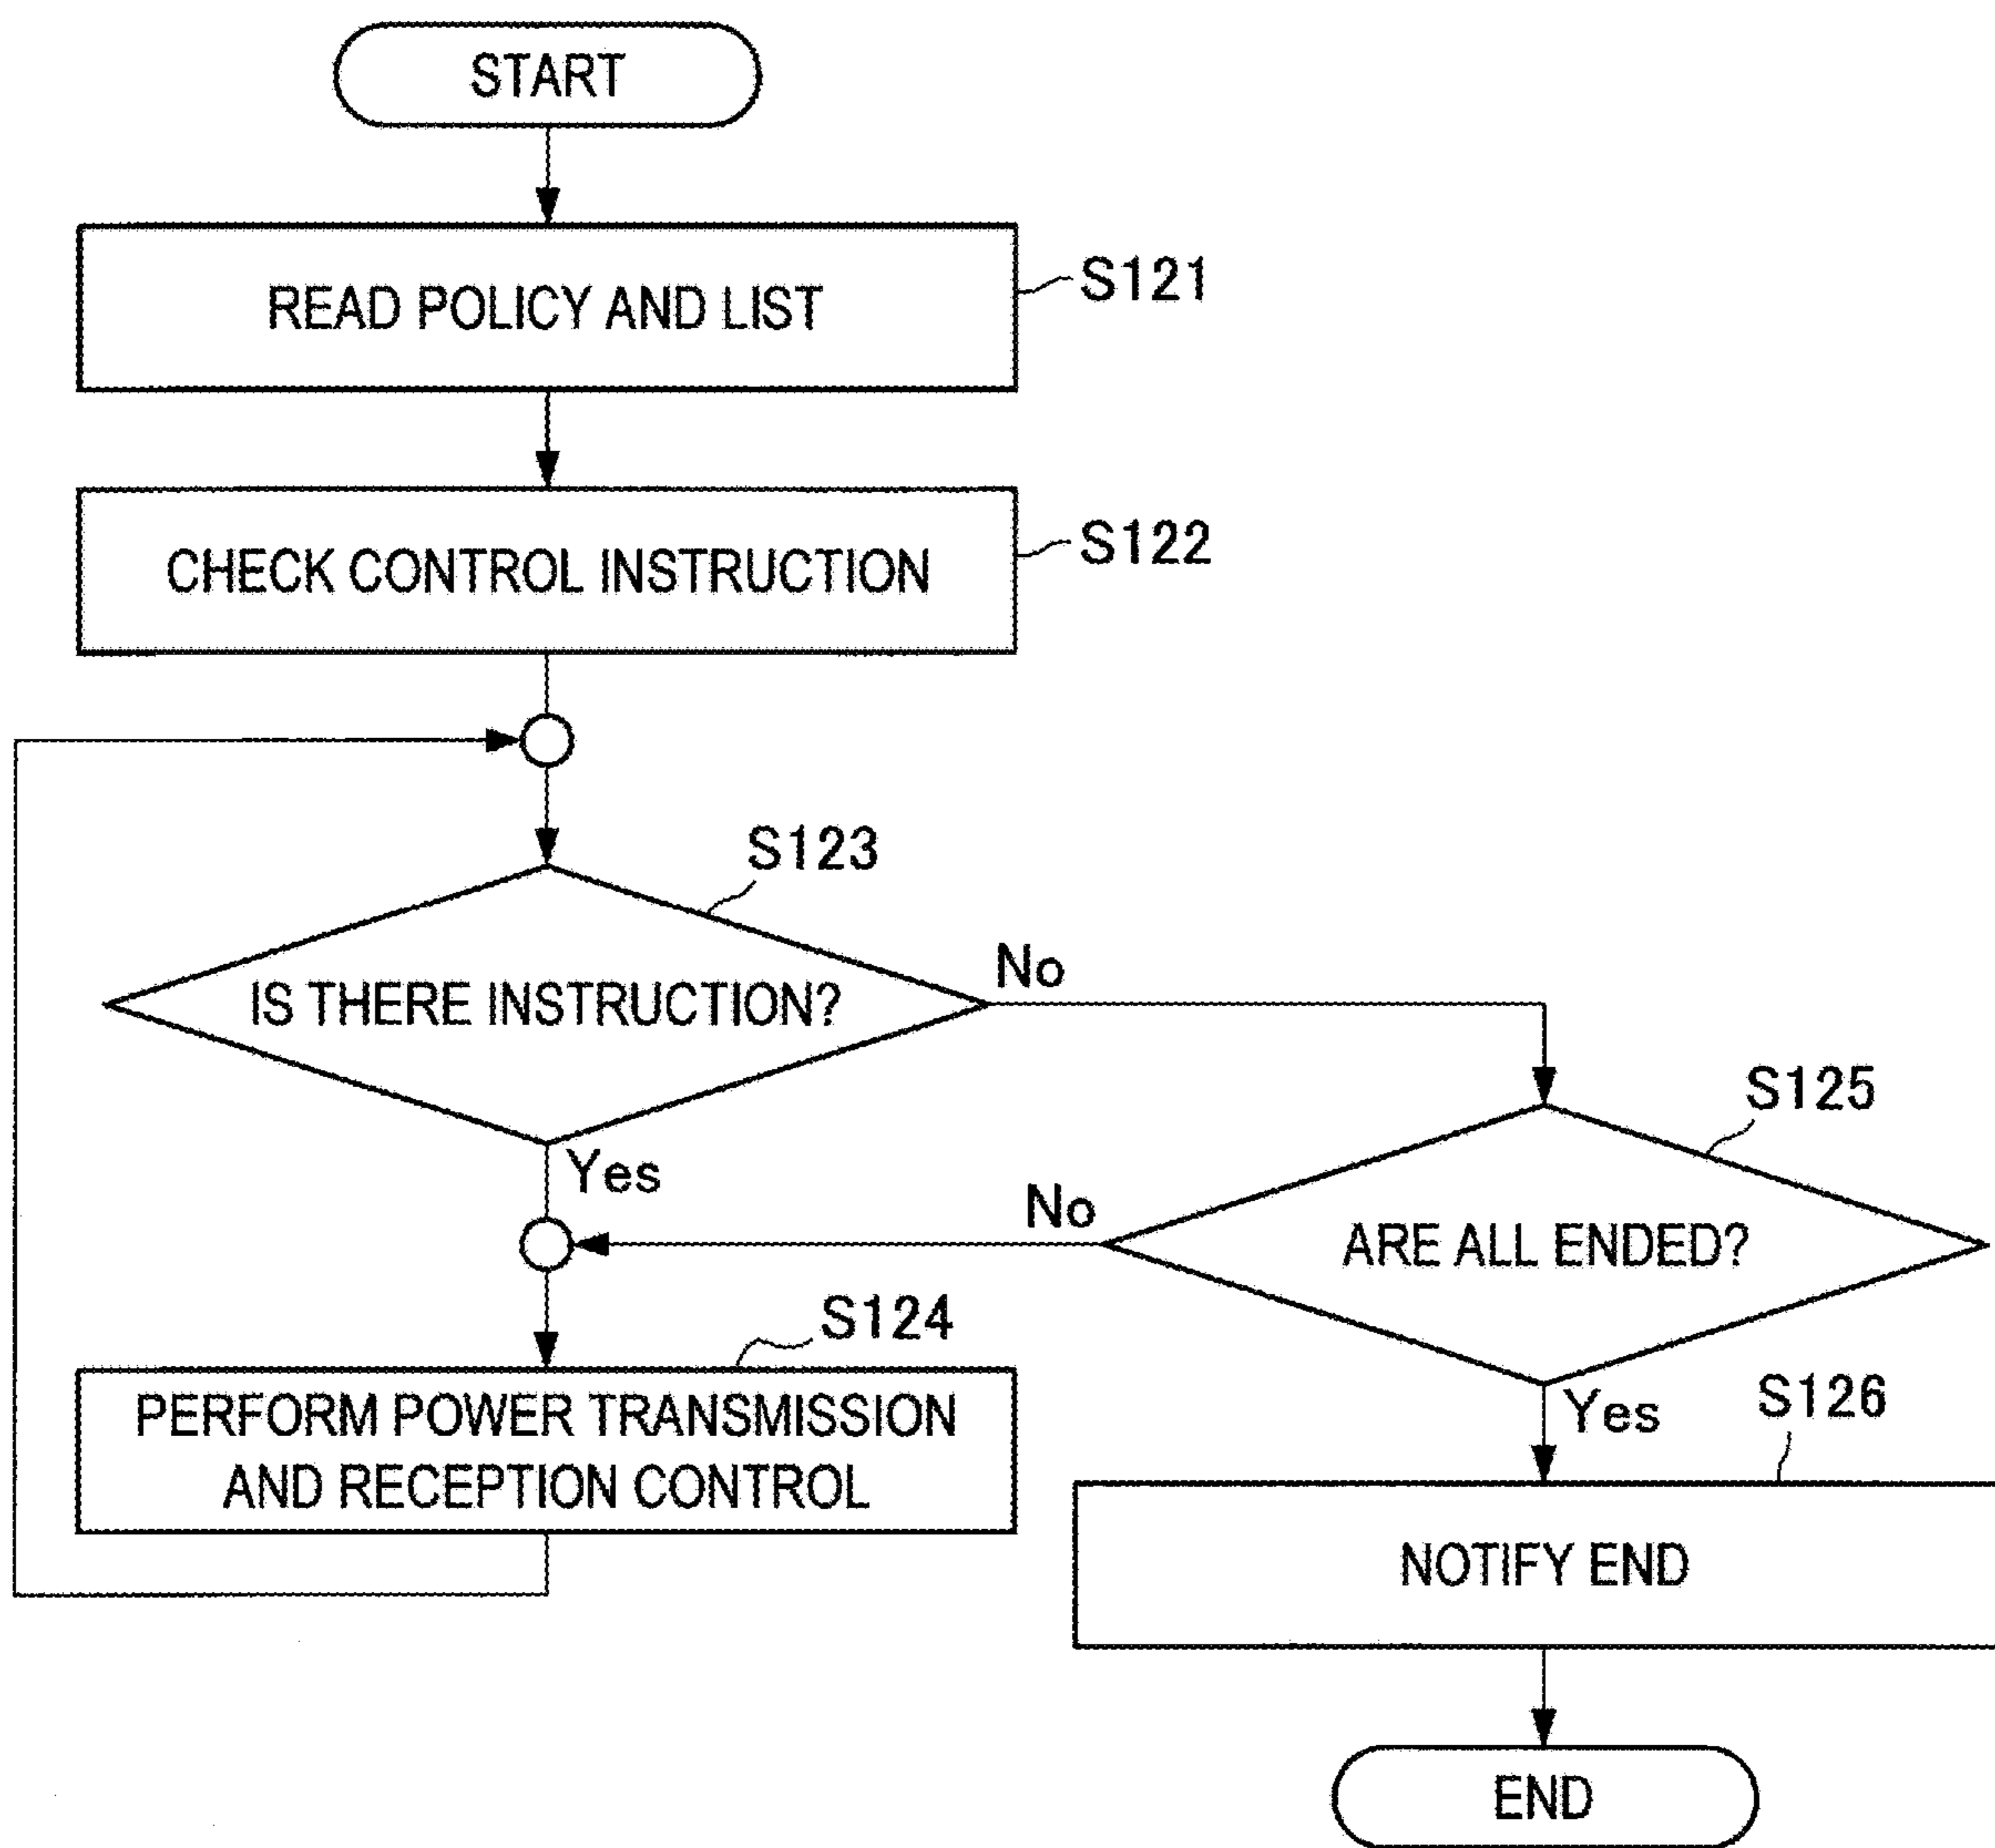 START
READ POLICY AND LIST
S121
CHECK CONTROL INSTRUCTION
S122
S123
IS THERE INSTRUCTION?
No
Yes
S125
ARE ALL ENDED?
No
Yes
S124
PERFORM POWER TRANSMISSION
AND RECEPTION CONTROL
S126
NOTIFY END
END